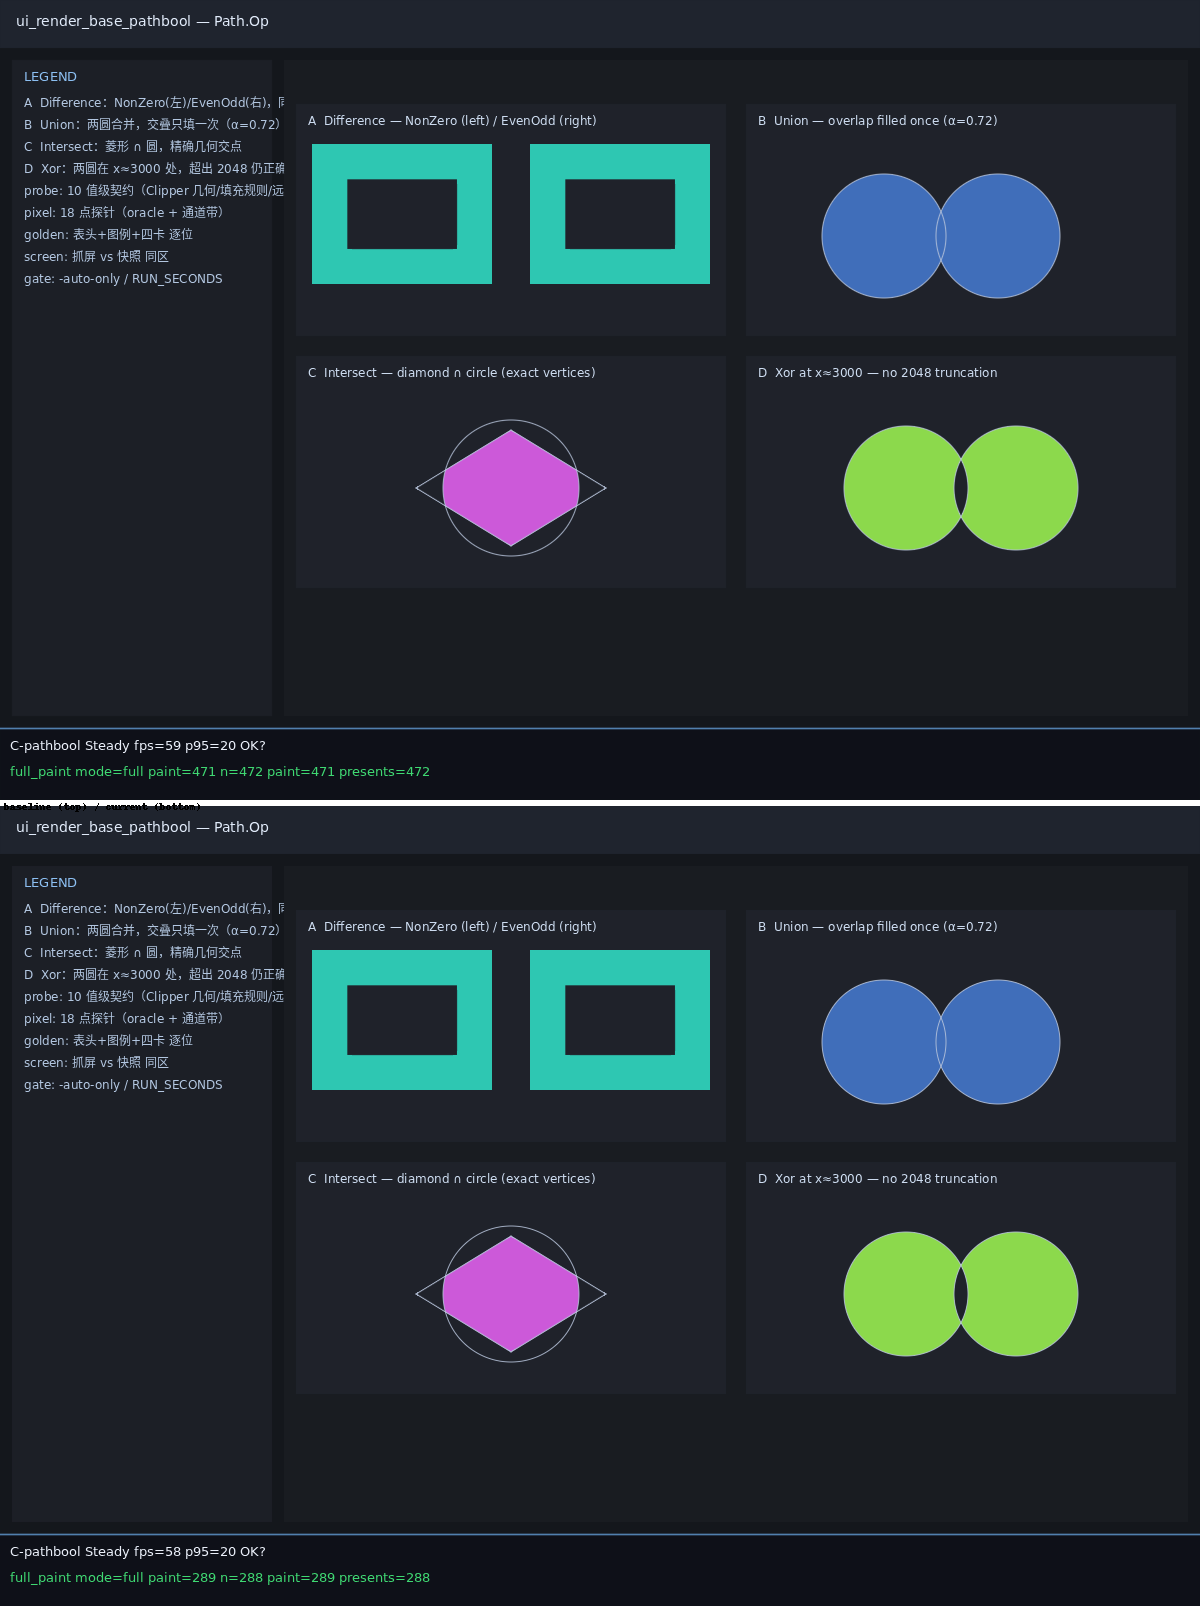 ui_render_base_pathbool — Path.Op
LEGEND
A  Difference：NonZero(左)/EvenOdd(右)，同
B  Union：两圆合并，交叠只填一次（α=0.72）
C  Intersect：菱形 ∩ 圆，精确几何交点
D  Xor：两圆在 x≈3000 处，超出 2048 仍正确
probe: 10 值级契约（Clipper 几何/填充规则/远
pixel: 18 点探针（oracle + 通道带）
golden: 表头+图例+四卡 逐位
screen: 抓屏 vs 快照 同区
gate: -auto-only / RUN_SECONDS
A  Difference — NonZero (left) / EvenOdd (right)
B  Union — overlap filled once (α=0.72)
C  Intersect — diamond ∩ circle (exact vertices)
D  Xor at x≈3000 — no 2048 truncation
C-pathbool Steady fps=59 p95=20 OK?
full_paint mode=full paint=471 n=472 paint=471 presents=472
baseline (top) / current (bottom)
ui_render_base_pathbool — Path.Op
LEGEND
A  Difference：NonZero(左)/EvenOdd(右)，同
B  Union：两圆合并，交叠只填一次（α=0.72）
C  Intersect：菱形 ∩ 圆，精确几何交点
D  Xor：两圆在 x≈3000 处，超出 2048 仍正确
probe: 10 值级契约（Clipper 几何/填充规则/远
pixel: 18 点探针（oracle + 通道带）
golden: 表头+图例+四卡 逐位
screen: 抓屏 vs 快照 同区
gate: -auto-only / RUN_SECONDS
A  Difference — NonZero (left) / EvenOdd (right)
B  Union — overlap filled once (α=0.72)
C  Intersect — diamond ∩ circle (exact vertices)
D  Xor at x≈3000 — no 2048 truncation
C-pathbool Steady fps=58 p95=20 OK?
full_paint mode=full paint=289 n=288 paint=289 presents=288